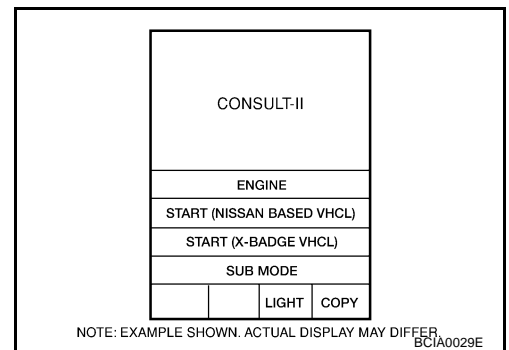 CONSULT-II
ENGINE
START (NISSAN BASED VHCL)
START (X-BADGE VHCL)
SUB MODE
LIGHT COPY
NOTE: EXAMPLE SHOWN. ACTUAL DISPLAY MAY DIFFER.
BCIA0029E